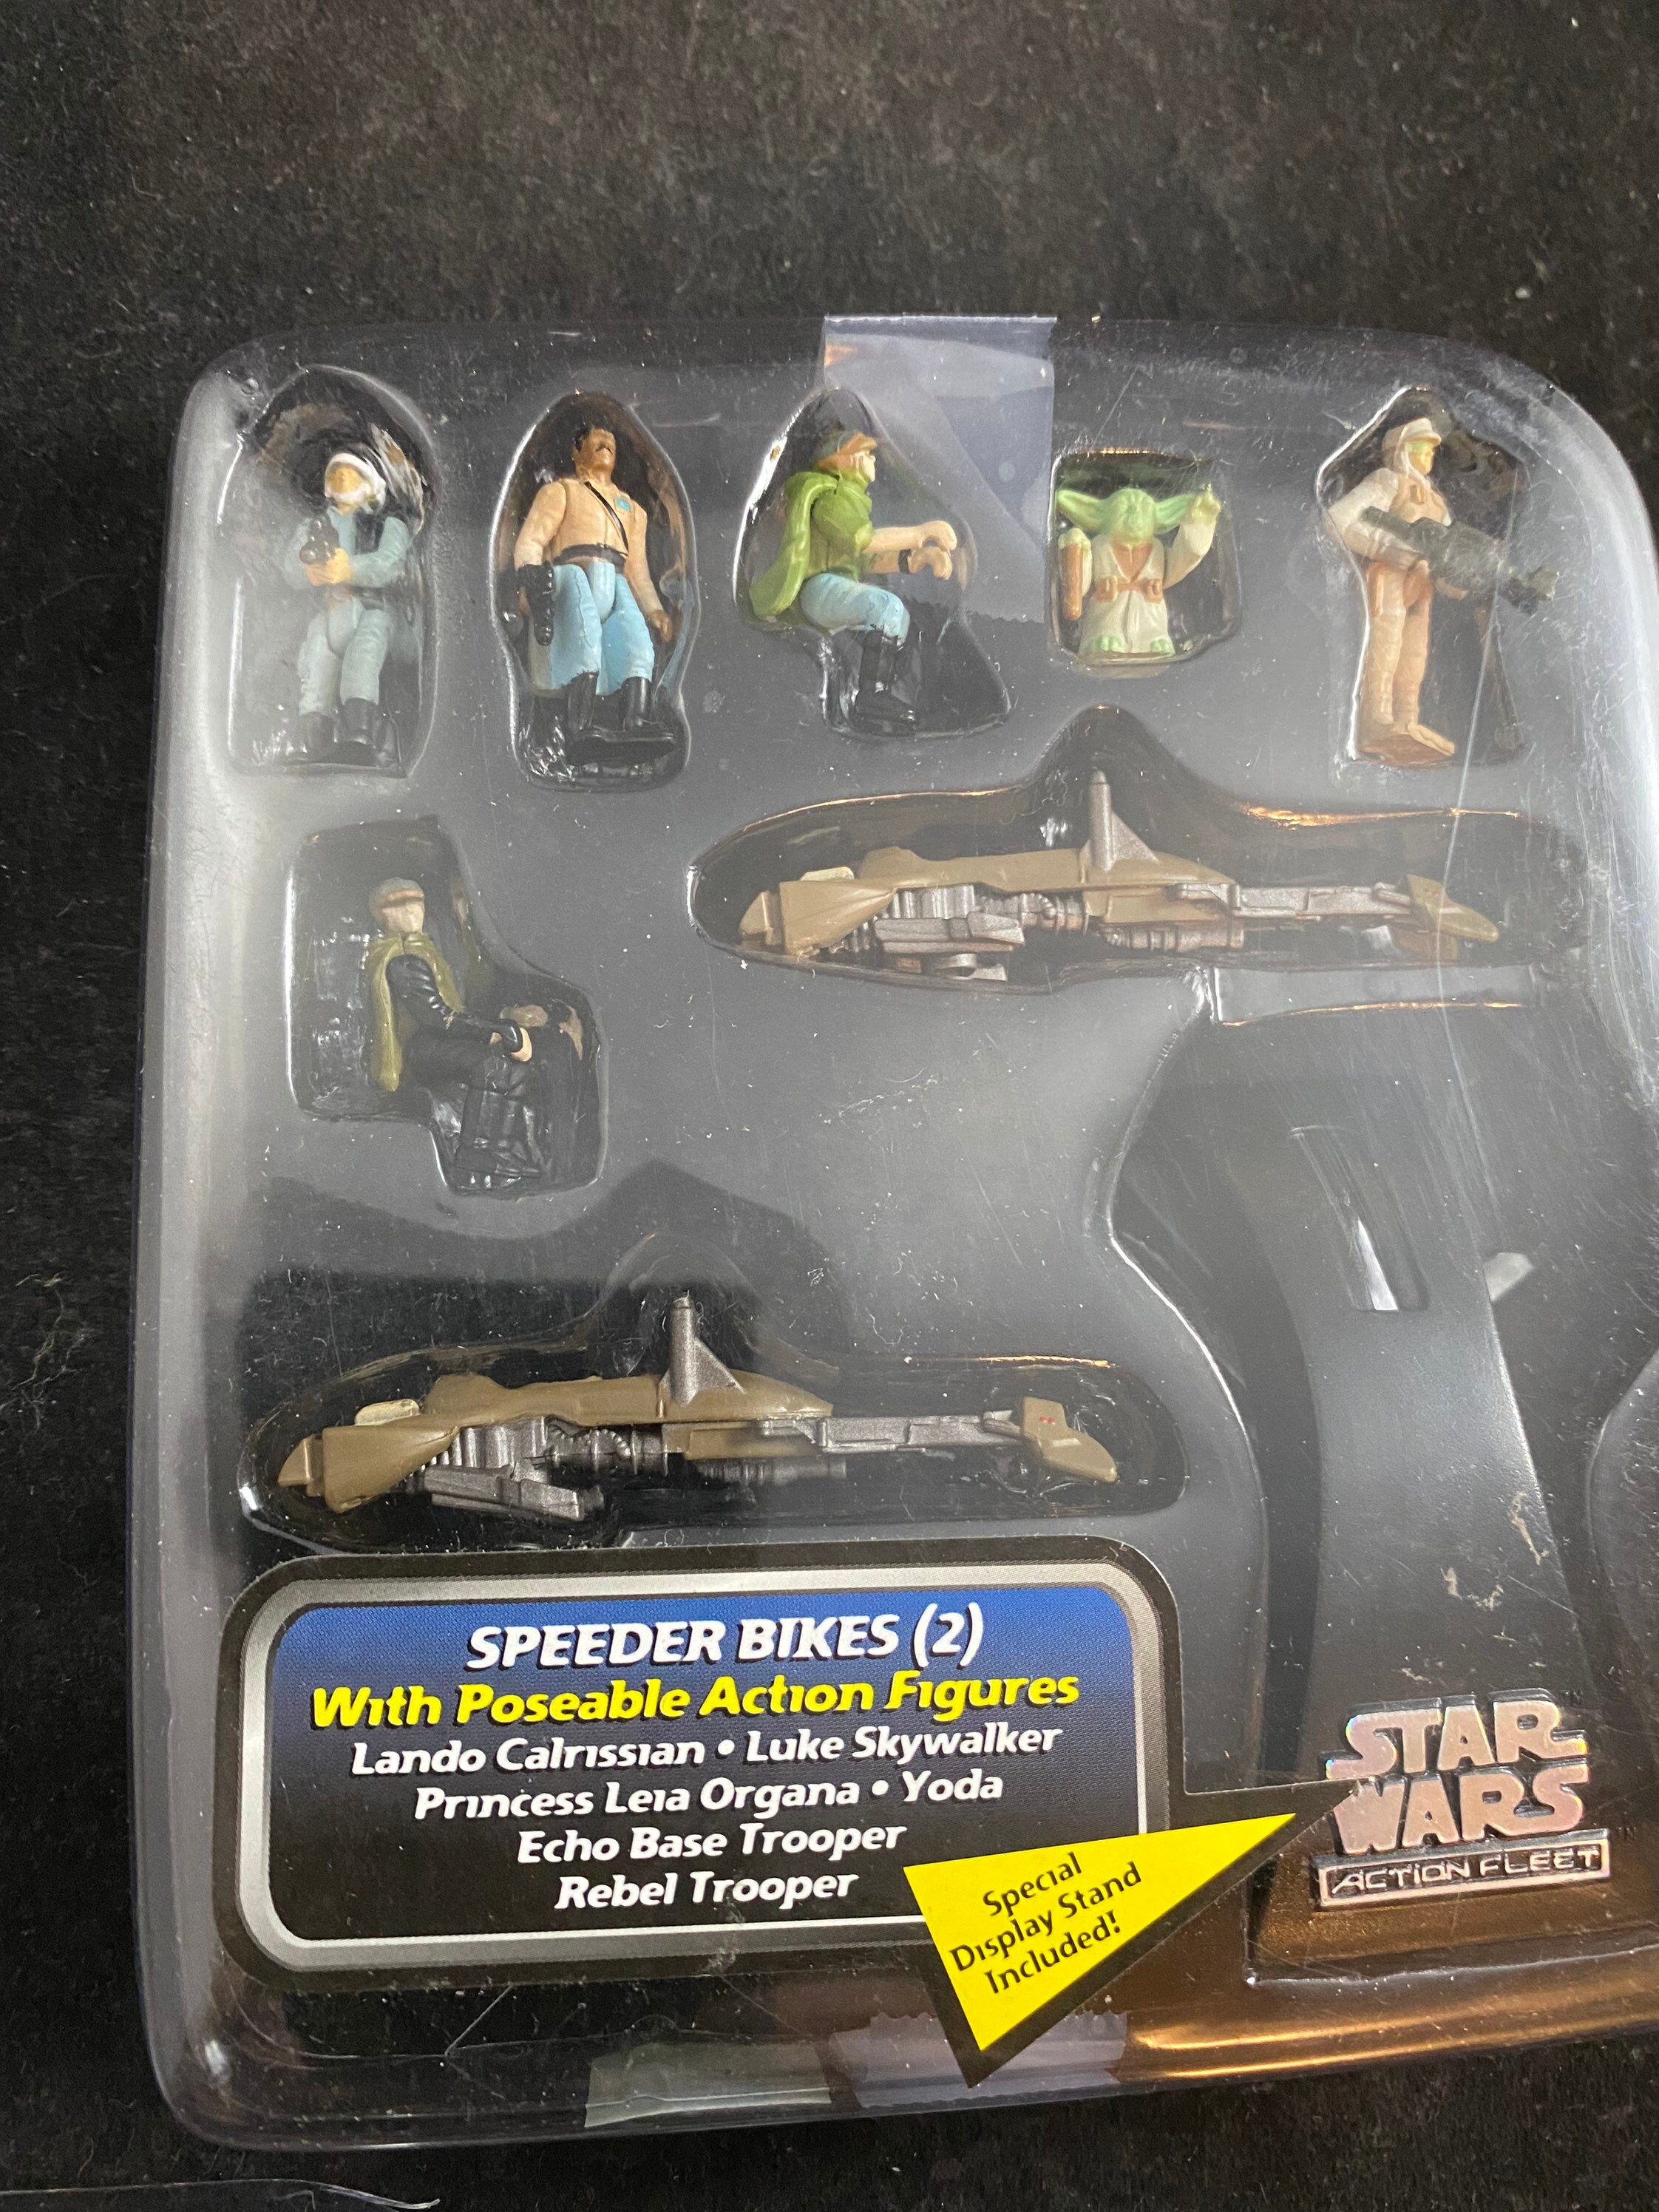 SPEEDER BIKES (2)
With Poseable Action Figures
Lando Calrissian • Luke Skywalker
Princess Leia Organa • Yoda
Echo Base Trooper
Rebel Trooper
Special
Display Stand
Included!
STAR
WARS
ACTION FLEET